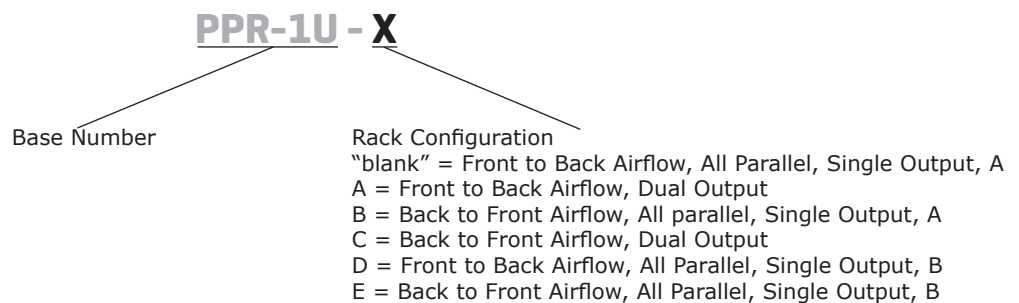 PPR-1U - X
Base Number
Rack Configuration
“blank” = Front to Back Airflow, All Parallel, Single Output, A
A = Front to Back Airflow, Dual Output
B = Back to Front Airflow, All parallel, Single Output, A
C = Back to Front Airflow, Dual Output
D = Front to Back Airflow, All Parallel, Single Output, B
E = Back to Front Airflow, All Parallel, Single Output, B